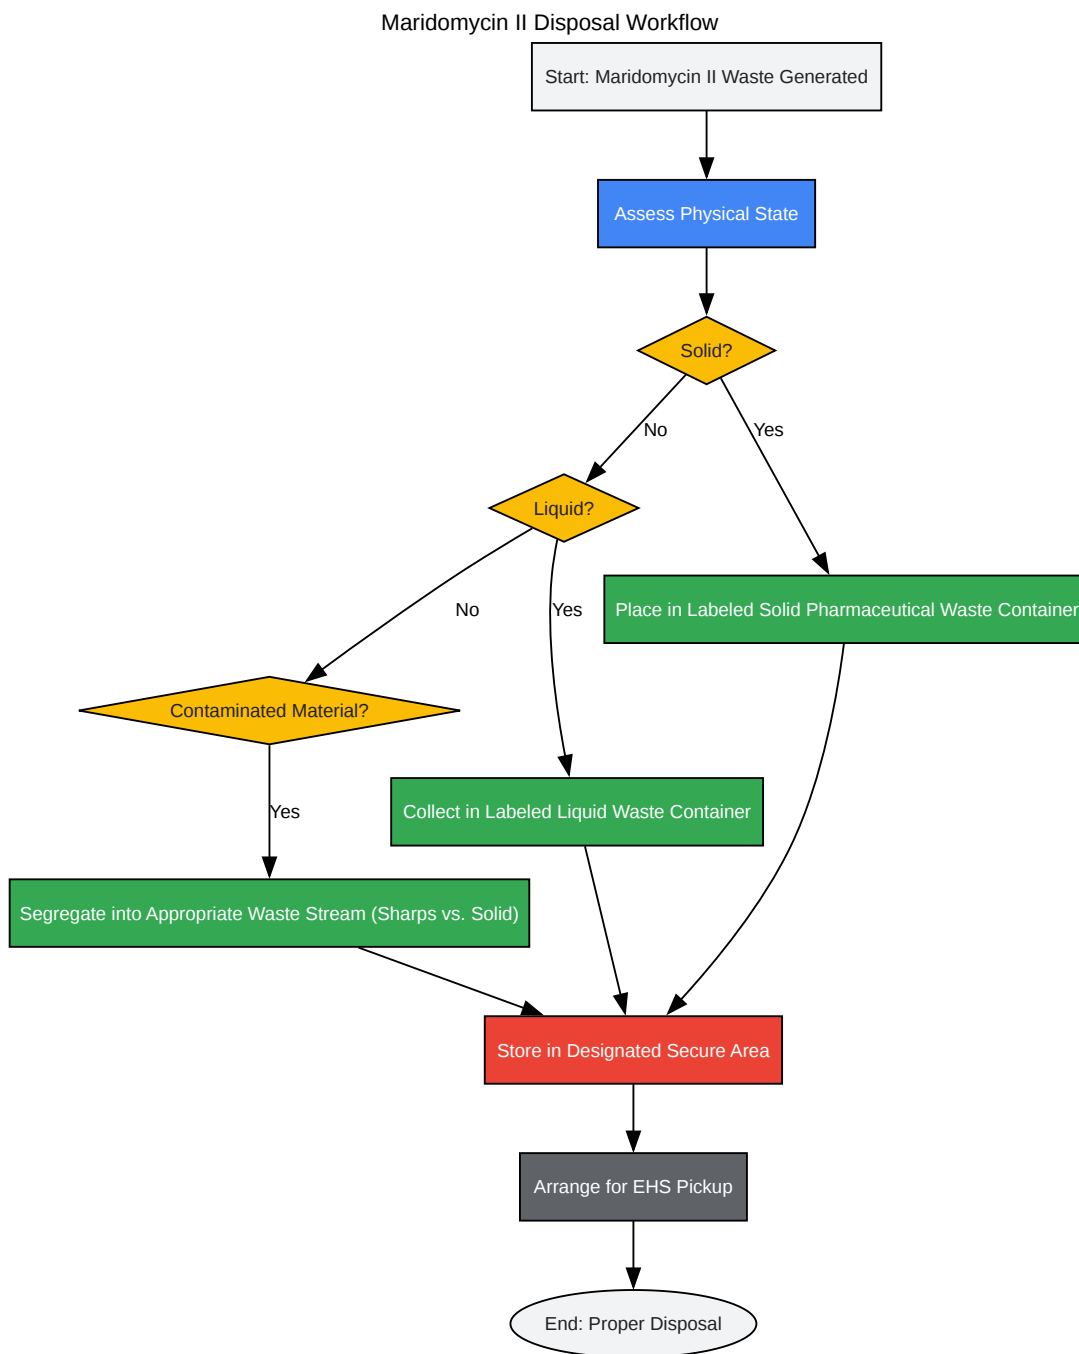 Maridomycin II Disposal Workflow
Start: Maridomycin II Waste Generated
Assess Physical State
Solid?
No
Yes
Liquid?
No
Yes
Place in Labeled Solid Pharmaceutical Waste Container
Contaminated Material?
Yes
Collect in Labeled Liquid Waste Container
Segregate into Appropriate Waste Stream (Sharps vs. Solid)
Store in Designated Secure Area
Arrange for EHS Pickup
End: Proper Disposal